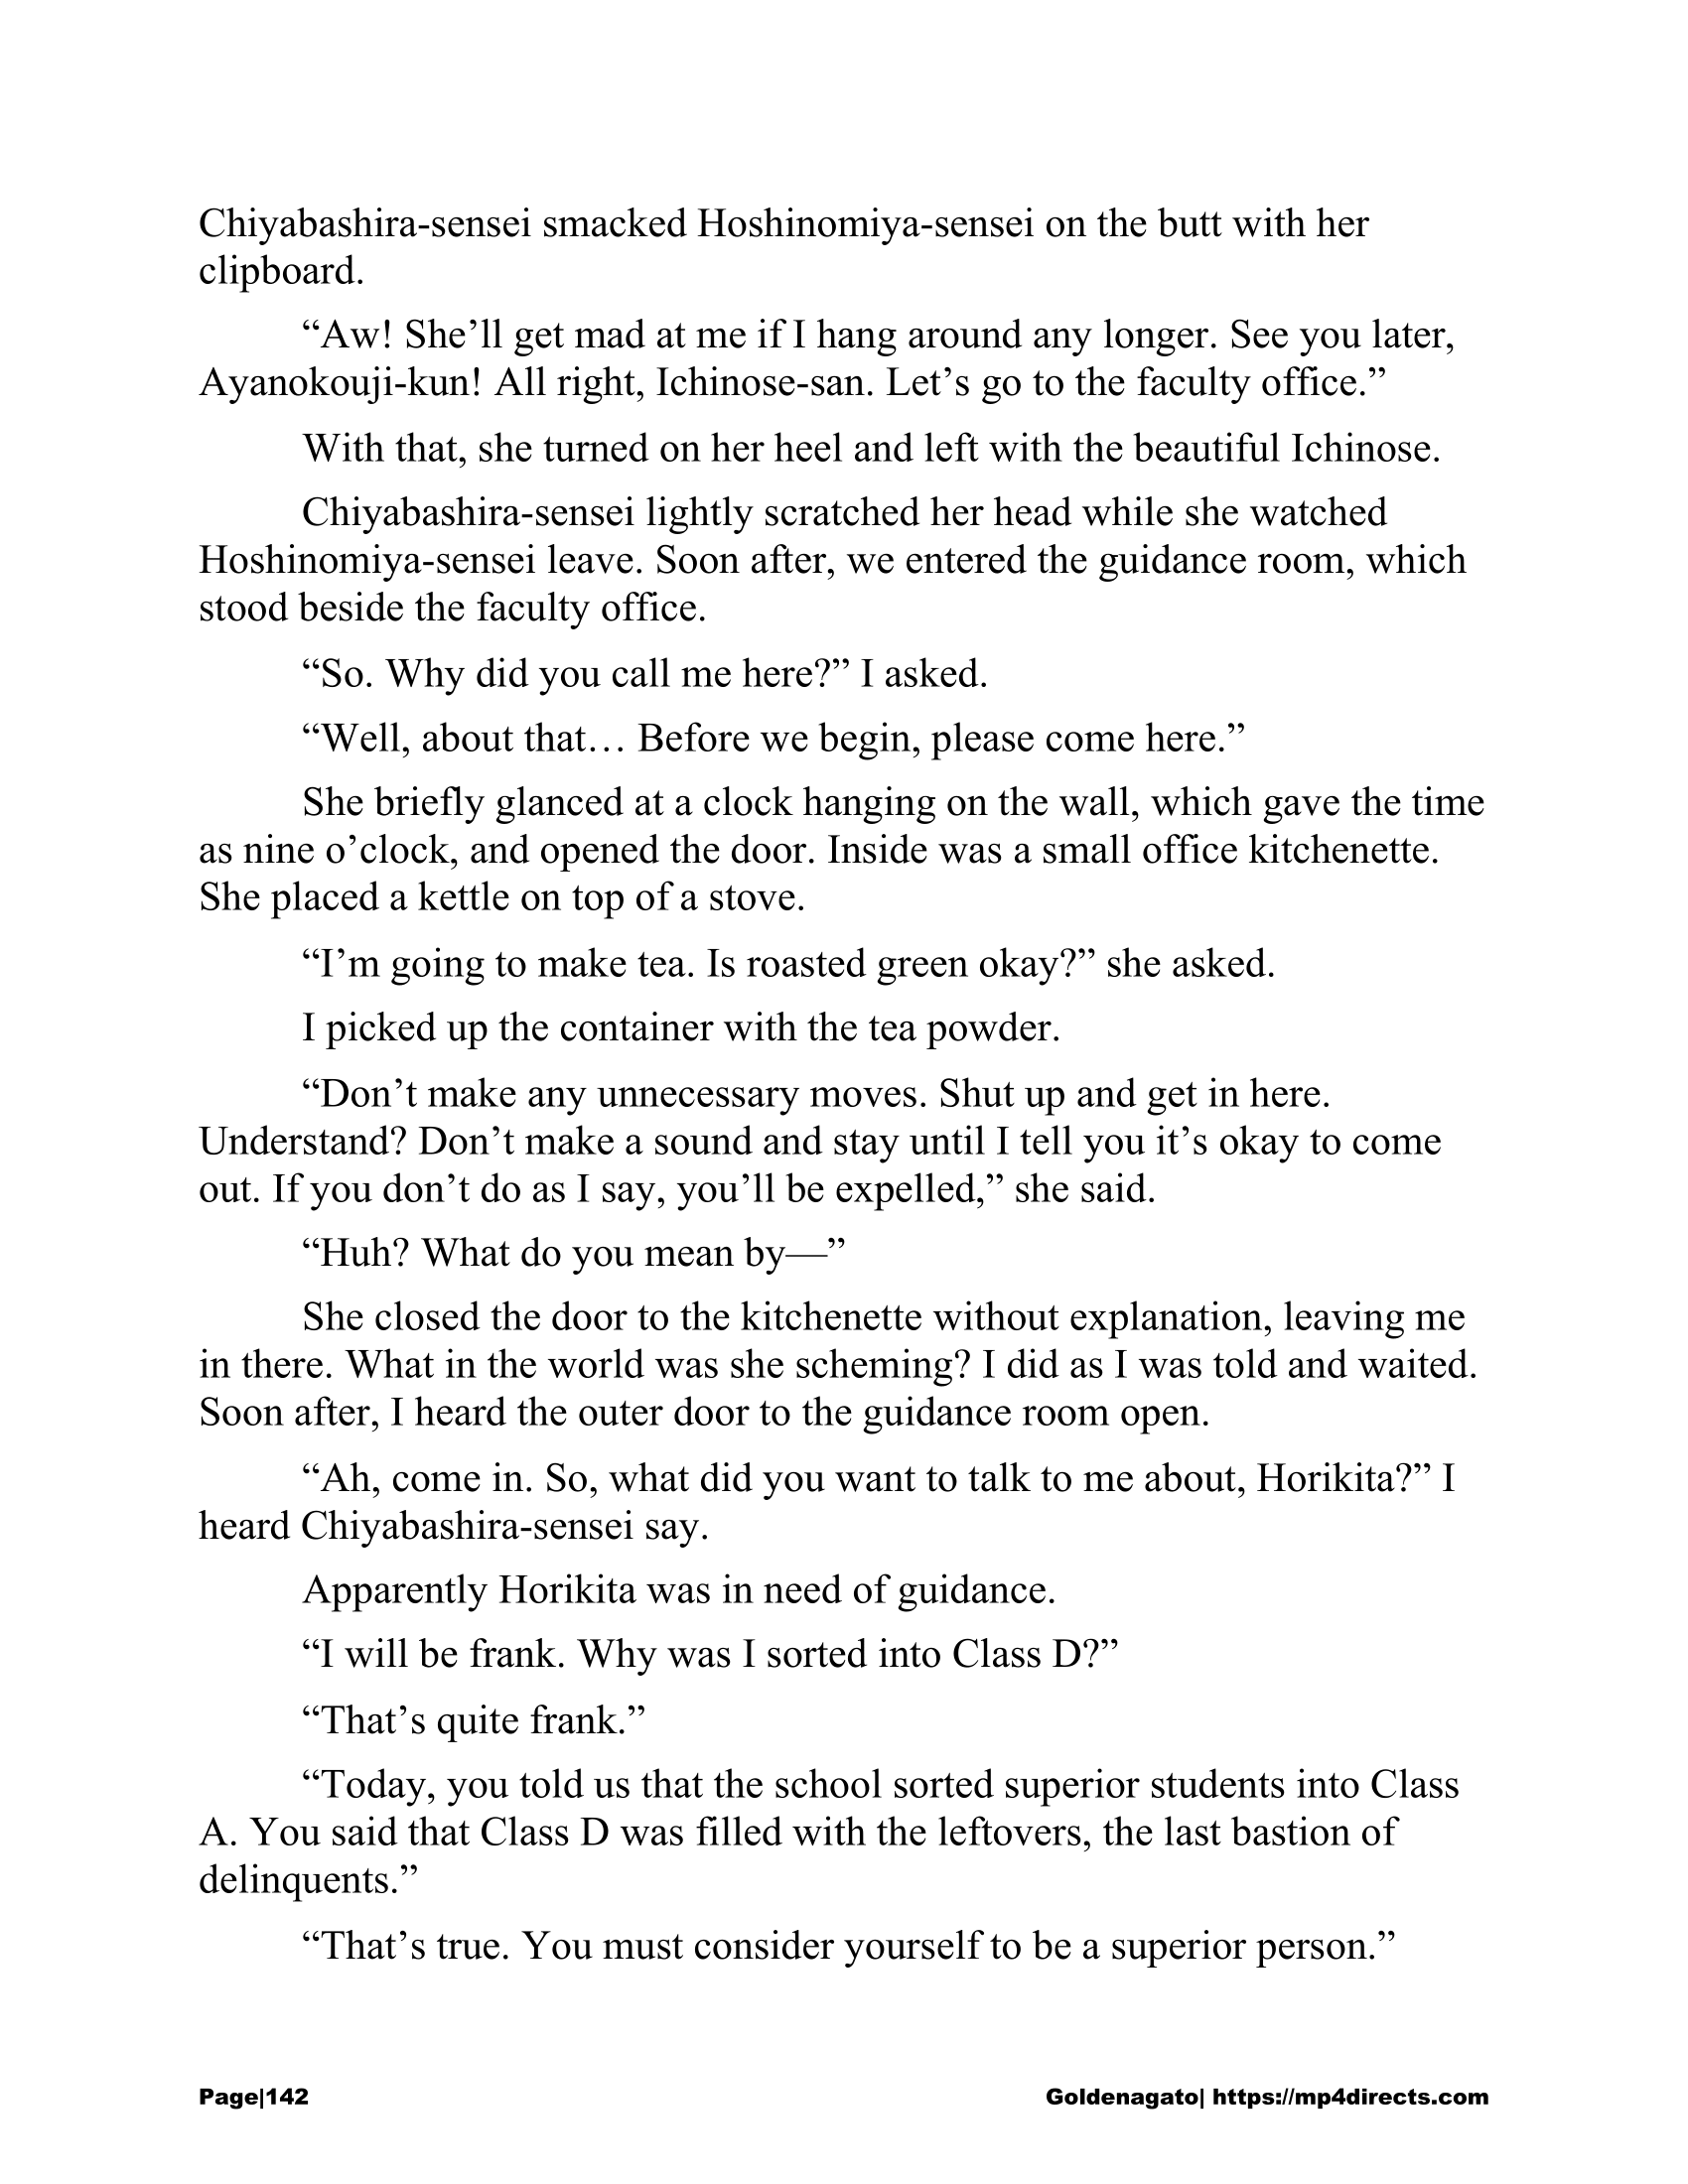 Chiyabashira-sensei smacked Hoshinomiya-sensei on the butt with her
clipboard.
“Aw! She’ll get mad at me if I hang around any longer. See you later,
Ayanokouji-kun! All right, Ichinose-san. Let’s go to the faculty office.”
With that, she turned on her heel and left with the beautiful Ichinose.
Chiyabashira-sensei lightly scratched her head while she watched
Hoshinomiya-sensei leave. Soon after, we entered the guidance room, which
stood beside the faculty office.
“So. Why did you call me here?” I asked.
“Well, about that… Before we begin, please come here.”
She briefly glanced at a clock hanging on the wall, which gave the time
as nine o’clock, and opened the door. Inside was a small office kitchenette.
She placed a kettle on top of a stove.
“I’m going to make tea. Is roasted green okay?” she asked.
I picked up the container with the tea powder.
“Don’t make any unnecessary moves. Shut up and get in here.
Understand? Don’t make a sound and stay until I tell you it’s okay to come
out. If you don’t do as I say, you’ll be expelled,” she said.
“Huh? What do you mean by—”
She closed the door to the kitchenette without explanation, leaving me
in there. What in the world was she scheming? I did as I was told and waited.
Soon after, I heard the outer door to the guidance room open.
“Ah, come in. So, what did you want to talk to me about, Horikita?” I
heard Chiyabashira-sensei say.
Apparently Horikita was in need of guidance.
“I will be frank. Why was I sorted into Class D?”
“That’s quite frank.”
“Today, you told us that the school sorted superior students into Class
A. You said that Class D was filled with the leftovers, the last bastion of
delinquents.”
“That’s true. You must consider yourself to be a superior person.”
Page|142 Goldenagato| https://mp4directs.com